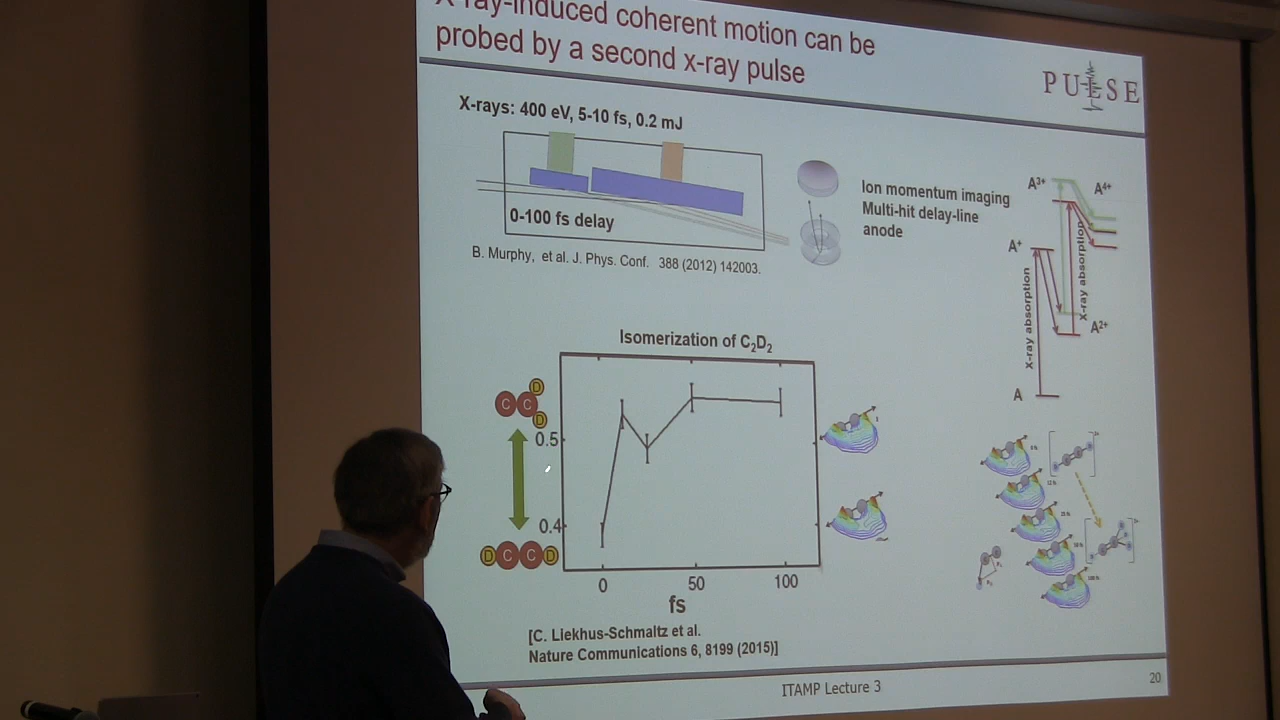 X-ray-induced coherent motion can be
probed by a second x-ray pulse
PULSE
X-rays: 400 eV, 5-10 fs, 0.2 mJ
0-100 fs delay
B. Murphy, et al. J. Phys. Conf. 388 (2012) 142003.
Ion momentum imaging
Multi-hit delay-line
anode
A3+
A4+
A+
A2+
A
X-ray absorption
X-ray absorption
Isomerization of C2D2
C C D D
0.5
0.4
D C C D
0 50 100
fs
[C. Liekhus-Schmaltz et al.
Nature Communications 6, 8199 (2015)]
ITAMP Lecture 3
20